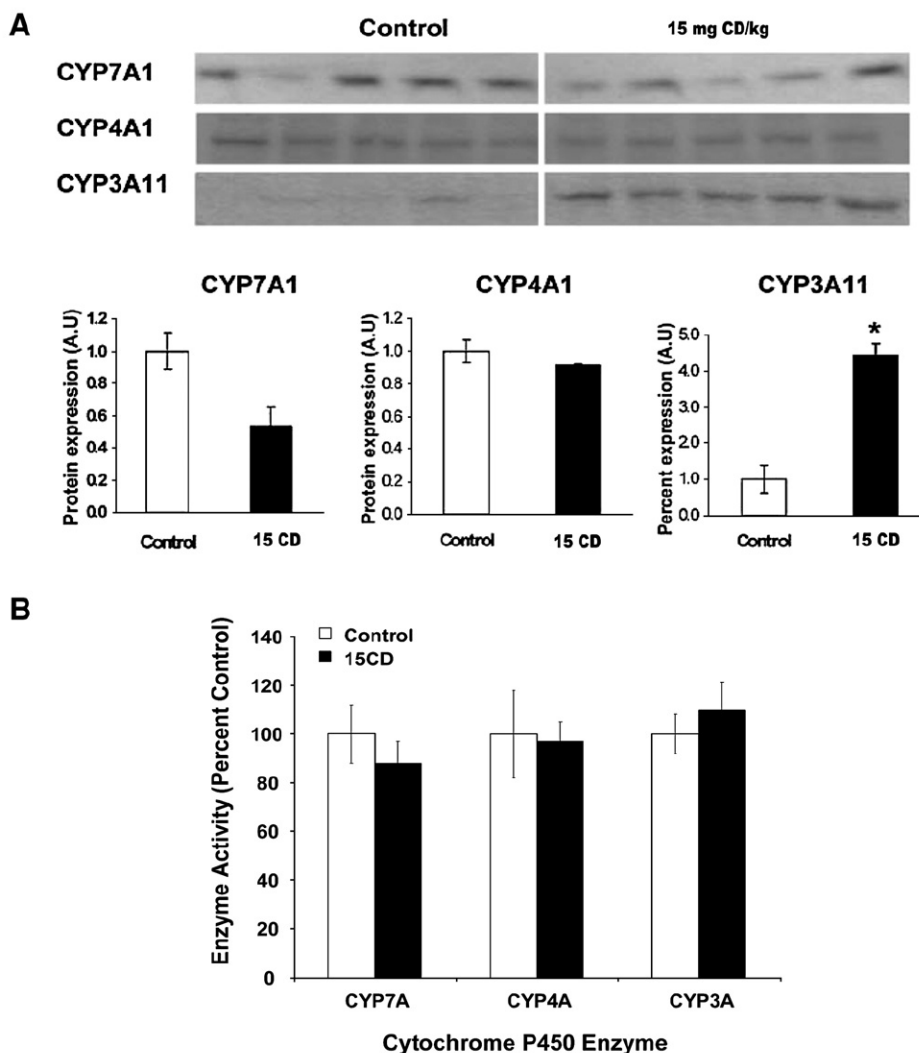 A
Control 15 mg CD/kg
CYP7A1
CYP4A1
CYP3A11
CYP7A1 CYP4A1 CYP3A11
Protein expression (A.U)
1.2
1.0
0.8
0.6
0.4
0.2
0.0
Control 15 CD
Protein expression (A.U)
1.2
1.0
0.8
0.6
0.4
0.2
0.0
Control 15 CD
Percent expression (A.U)
5.0
4.0
3.0
2.0
1.0
0.0
*
Control 15 CD
B
Enzyme Activity (Percent Control)
140
120
100
80
60
40
20
0
Control
15CD
CYP7A CYP4A CYP3A
Cytochrome P450 Enzyme